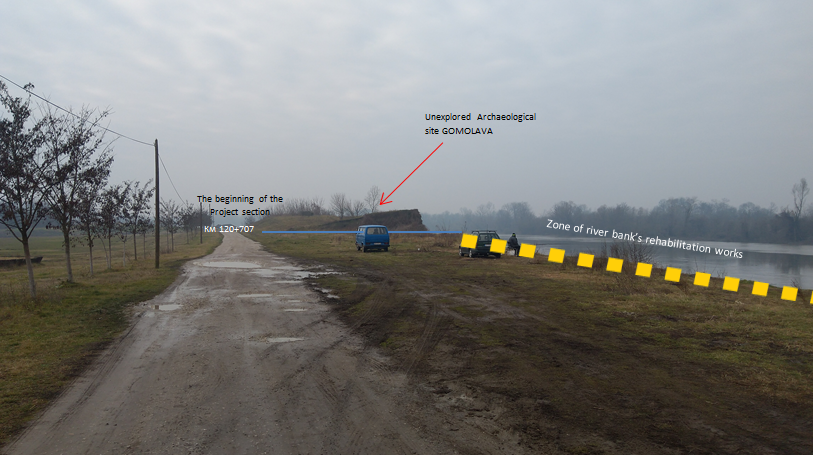 Unexplored Archaeological
site GOMOLAVA
The beginning of the
Project section
KM 120+707
Zone of river bank's rehabilitation works